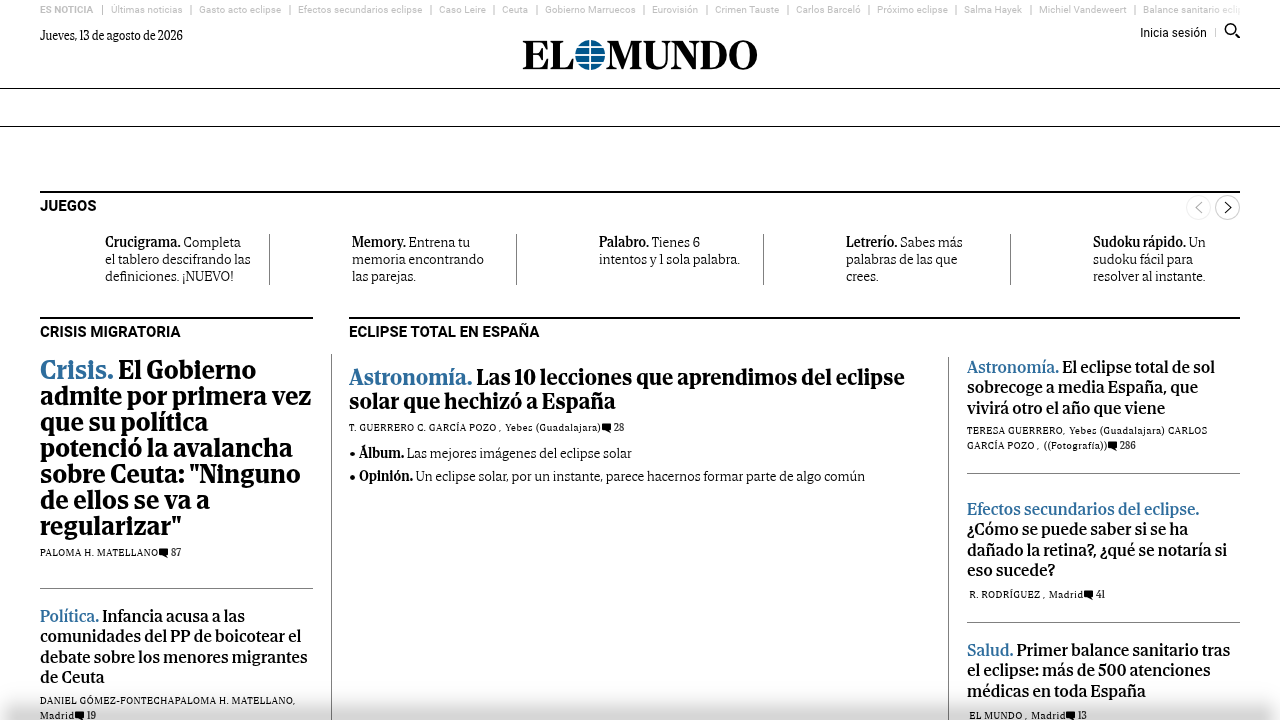 ES NOTICIA | Últimas noticias | Gasto acto eclipse | Efectos secundarios eclipse | Caso Leire | Ceuta | Gobierno Marruecos | Eurovisión | Crimen Tauste | Carlos Barceló | Próximo eclipse | Salma Hayek | Michiel Vandeweert | Balance sanitario
Jueves, 13 de agosto de 2026
Inicia sesión
EL MUNDO
JUEGOS
Crucigrama. Completa
el tablero descifrando las
definiciones. ¡NUEVO!
Memory. Entrena tu
memoria encontrando
las parejas.
Palabro. Tienes 6
intentos y 1 sola palabra.
Letrerío. Sabes más
palabras de las que
crees.
Sudoku rápido. Un
sudoku fácil para
resolver al instante.
CRISIS MIGRATORIA
Crisis. El Gobierno
admite por primera vez
que su política
potenció la avalancha
sobre Ceuta: "Ninguno
de ellos se va a
regularizar"
PALOMA H. MATELLANO 87
Política. Infancia acusa a las
comunidades del PP de boicotear el
debate sobre los menores migrantes
de Ceuta
DANIEL GÓMEZ-FONTECHAPALOMA H. MATELLANO,
Madrid 19
ECLIPSE TOTAL EN ESPAÑA
Astronomía. Las 10 lecciones que aprendimos del eclipse
solar que hechizó a España
T. GUERRERO C. GARCÍA POZO , Yebes (Guadalajara) 28
• Álbum. Las mejores imágenes del eclipse solar
• Opinión. Un eclipse solar, por un instante, parece hacernos formar parte de algo común
Astronomía. El eclipse total de sol
sobrecoge a media España, que
vivirá otro el año que viene
TERESA GUERRERO, Yebes (Guadalajara) CARLOS
GARCÍA POZO , ((Fotografía)) 286
Efectos secundarios del eclipse.
¿Cómo se puede saber si se ha
dañado la retina?, ¿qué se notaría si
eso sucede?
R. RODRÍGUEZ , Madrid 41
Salud. Primer balance sanitario tras
el eclipse: más de 500 atenciones
médicas en toda España
EL MUNDO , Madrid 13